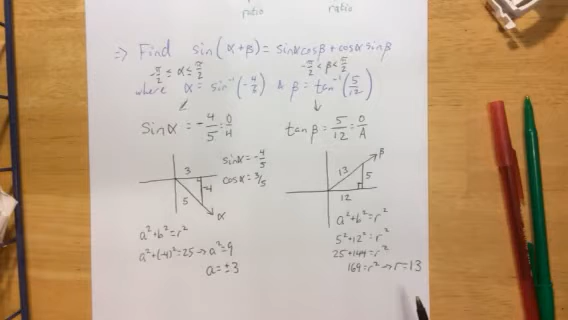 ratio ratio
⇒ Find sin(α+β) = sinα cosβ + cosα sinβ
-π/2 ≤ α ≤ π/2 -π/2 < β < π/2
where α = sin⁻¹(-4/5) & β = tan⁻¹(5/12)
sinα = -4/5 = O/H tanβ = 5/12 = O/A
sinα = -4/5
cosα = 3/5
3
-4
5
α
β
13
5
12
a²+b²=r²
a²+(-4)²=25 → a²=9
a=±3
a²+b²=r²
5²+12²=r²
25+144=r²
169=r² → r=13